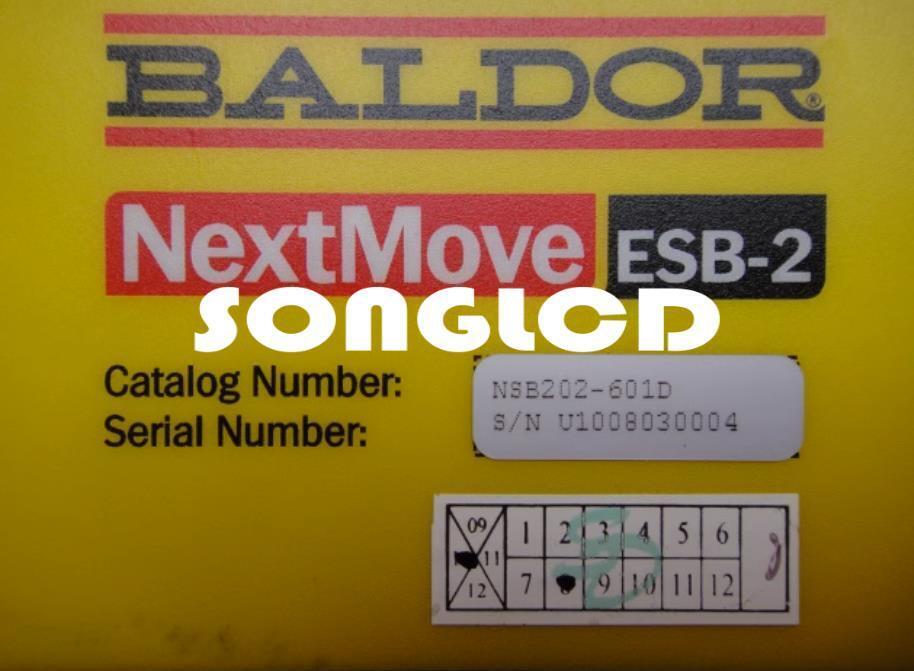 BALDOR®
NextMove ESB-2
SONGLCD
Catalog Number: NSB202-601D
Serial Number: S/N U1008030004
09 1 2 3 4 5 6
11
12 7 9 10 11 12